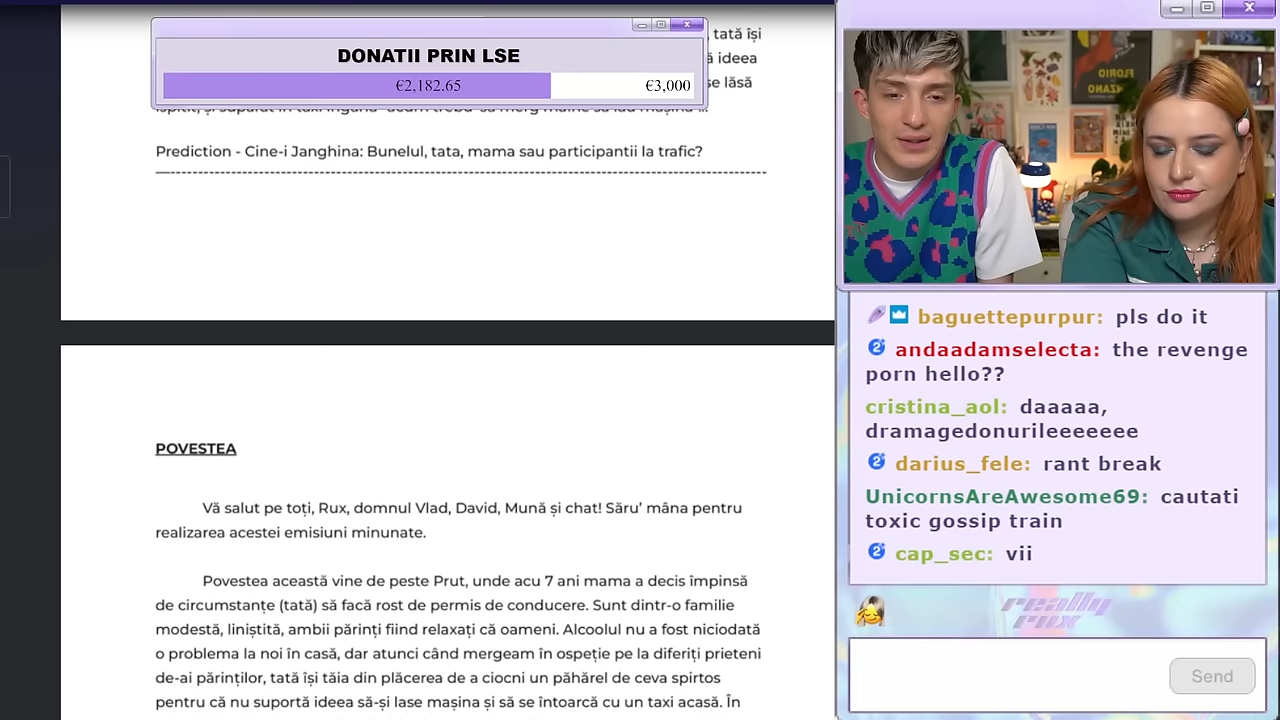 tată își
DONATII PRIN LSE
ideea
€2,182.65
€3,000
se lăsă
Prediction - Cine-i Janghina: Bunelul, tata, mama sau participantii la trafic?
POVESTEA
Vă salut pe toți, Rux, domnul Vlad, David, Mună și chat! Săru’ mâna pentru
realizarea acestei emisiuni minunate.
Povestea această vine de peste Prut, unde acu 7 ani mama a decis împinsă
de circumstanțe (tată) să facă rost de permis de conducere. Sunt dintr-o familie
modestă, liniștită, ambii părinți fiind relaxați că oameni. Alcoolul nu a fost niciodată
o problema la noi în casă, dar atunci când mergeam în ospeție pe la diferiți prieteni
de-ai părinților, tată își tăia din plăcerea de a ciocni un păhărel de ceva spirtos
pentru că nu suportă ideea să-și lase mașina și să se întoarcă cu un taxi acasă. În
baguettepurpur: pls do it
andaadamselecta: the revenge
porn hello??
cristina_aol: daaaaa,
dramagedonurileeeeeee
darius_fele: rant break
UnicornsAreAwesome69: cautati
toxic gossip train
cap_sec: vii
really
rux
Send